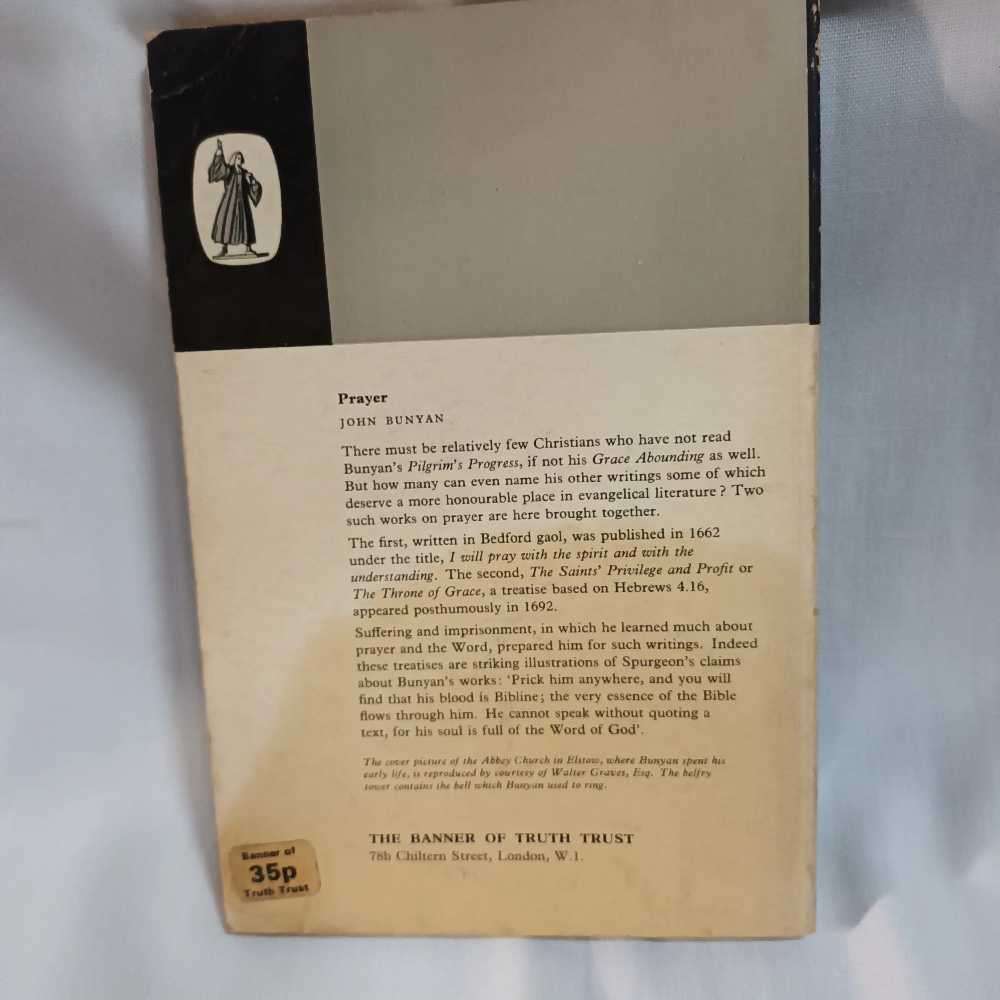 Prayer
JOHN BUNYAN
There must be relatively few Christians who have not read
Bunyan's Pilgrim's Progress, if not his Grace Abounding as well.
But how many can even name his other writings some of which
deserve a more honourable place in evangelical literature? Two
such works on prayer are here brought together.
The first, written in Bedford gaol, was published in 1662
under the title, I will pray with the spirit and with the
understanding. The second, The Saints' Privilege and Profit or
The Throne of Grace, a treatise based on Hebrews 4.16,
appeared posthumously in 1692.
Suffering and imprisonment, in which he learned much about
prayer and the Word, prepared him for such writings. Indeed
these treatises are striking illustrations of Spurgeon's claims
about Bunyan's works: 'Prick him anywhere, and you will
find that his blood is Bibline; the very essence of the Bible
flows through him. He cannot speak without quoting a
text, for his soul is full of the Word of God'.
The cover picture of the Abbey Church in Elstow, where Bunyan spent his
early life, is reproduced by courtesy of Walter Graves, Esq. The belfry
tower contains the bell which Bunyan used to ring.
THE BANNER OF TRUTH TRUST
78b Chiltern Street, London, W.1.
Banner of
35p
Truth Trust